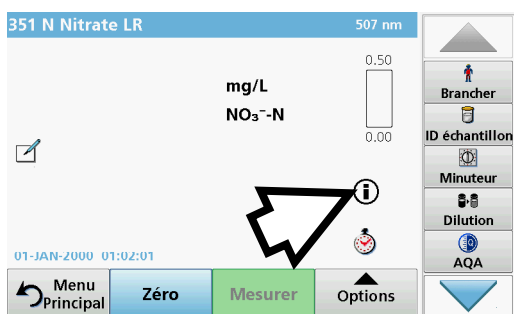 351 N Nitrate LR 507 nm
0.50
mg/L
NO₃⁻-N
0.00
01-JAN-2000 01:02:01
Menu
Principal
Zéro
Mesurer
Options
Brancher
ID échantillon
Minuteur
Dilution
AQA